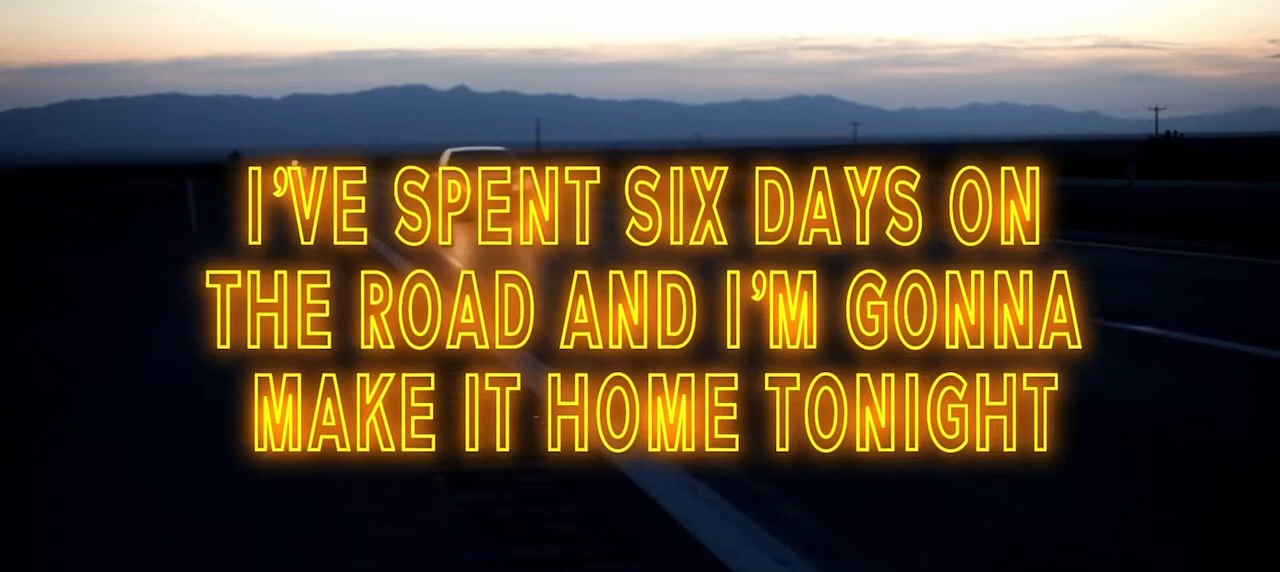 I’VE SPENT SIX DAYS ON
THE ROAD AND I’M GONNA
MAKE IT HOME TONIGHT